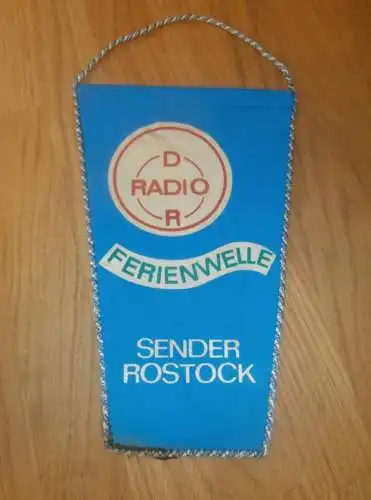 D
RADIO
R
FERIENWELLE
SENDER
ROSTOCK